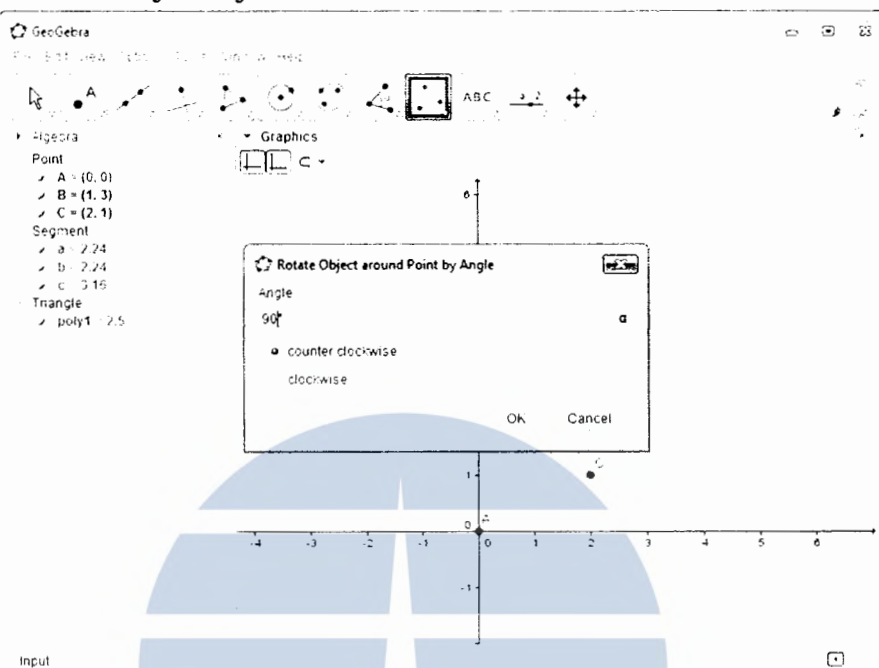 GeoGebra
ABC
Algebra
Graphics
Point
A = (0, 0)
B = (1, 3)
C = (2, 1)
Segment
a = 2.24
b = 2.24
c = 3.16
Triangle
poly1 = 2.5
6
Rotate Object around Point by Angle
Angle
90°
α
counter clockwise
clockwise
OK Cancel
C
1
0
-4 -3 -2 -1 0 1 2 3 4 5 6
-1
Input